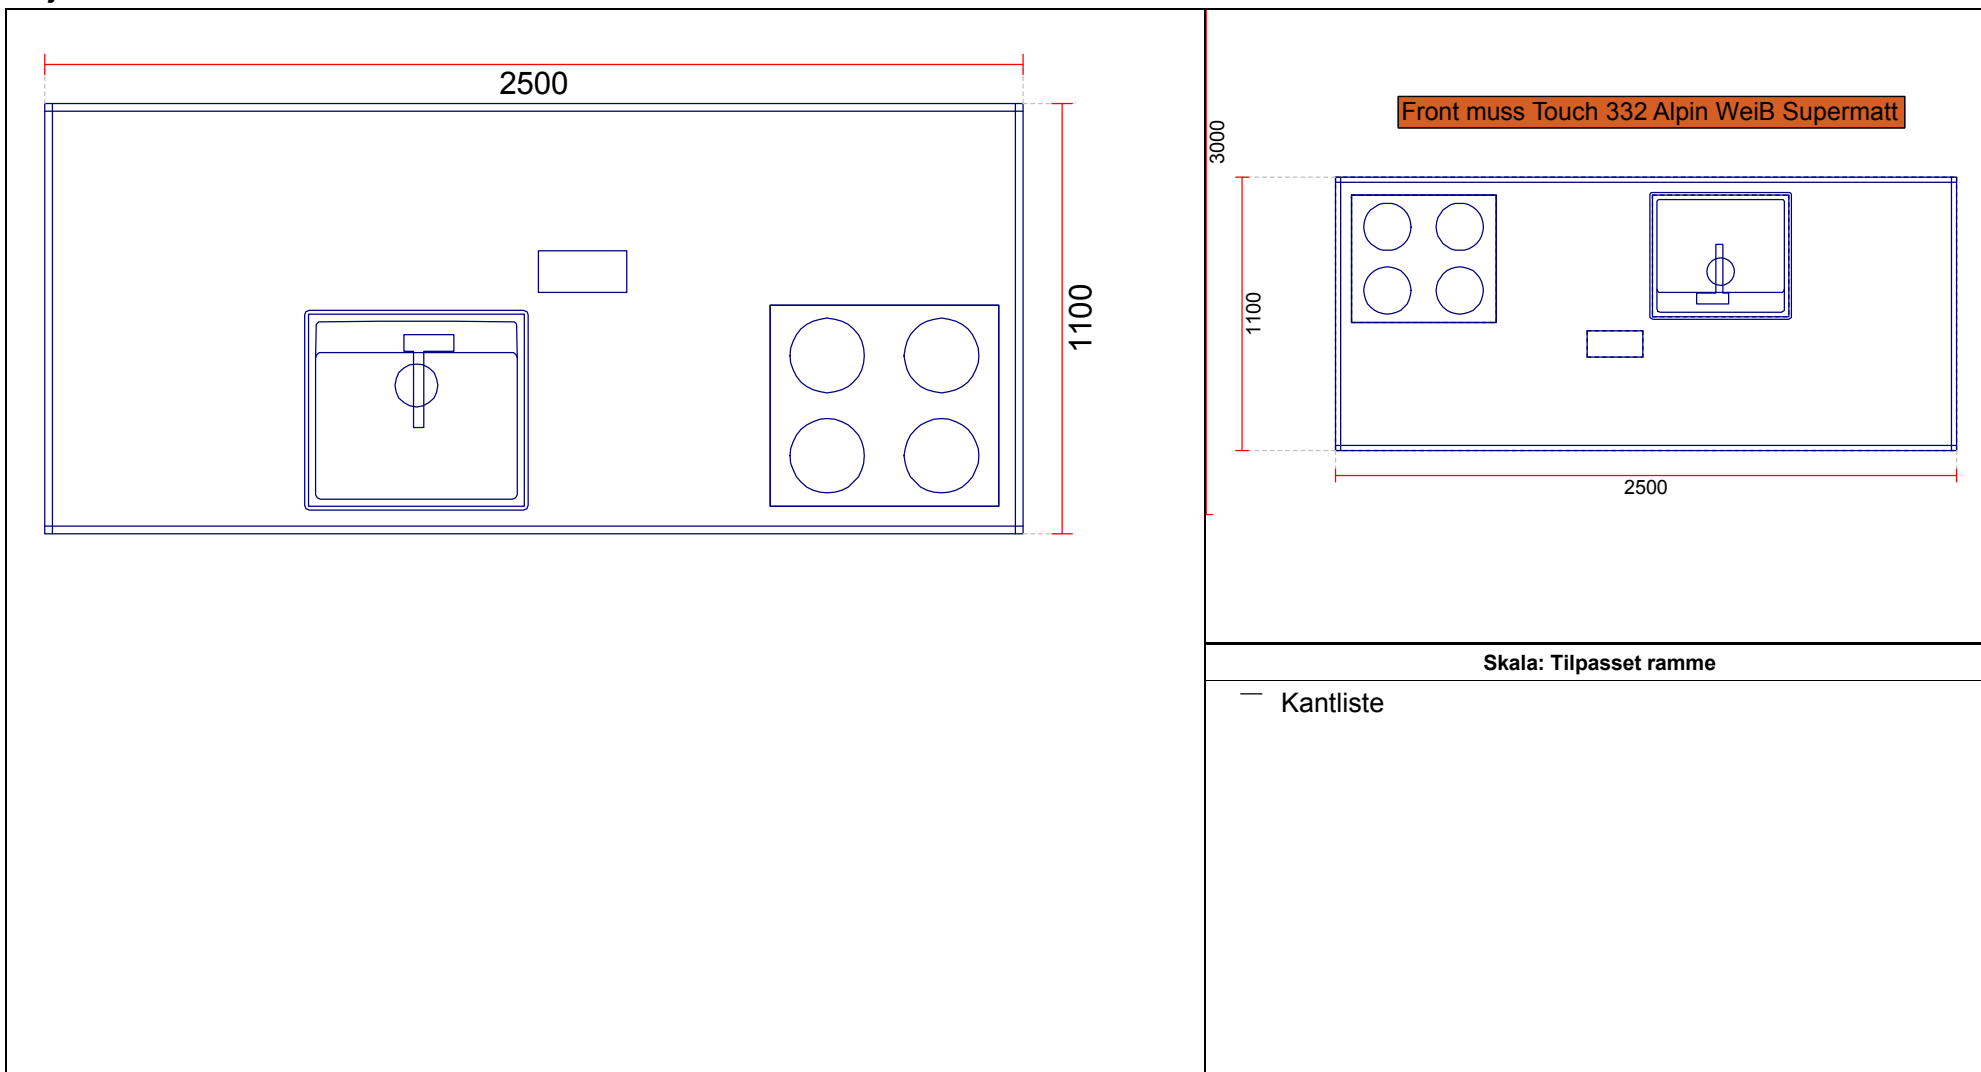 2500
1100
Front muss Touch 332 Alpin WeiB Supermatt
3000
1100
2500
Skala: Tilpasset ramme
Kantliste